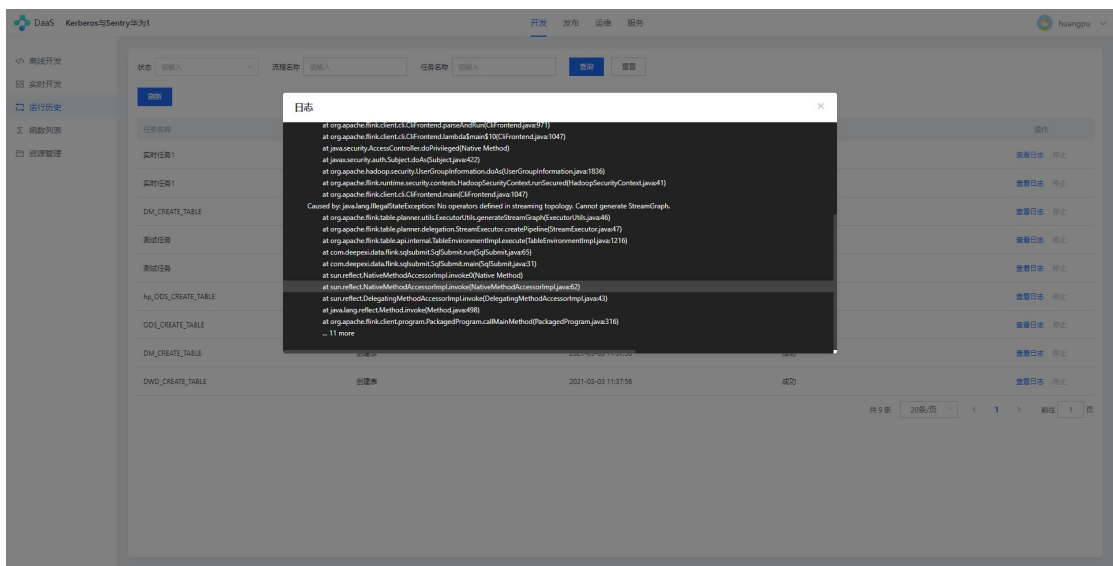 DaaS Kerberos与Sentry华为1 开发 发布 运维 服务 huangpu
离线开发
实时开发
运行历史
函数列表
资源管理
状态 请输入 流程名称 请输入 任务名称 请输入 查询 重置
刷新
任务名称 操作
日志
at org.apache.flink.client.cli.CliFrontend.parseAndRun(CliFrontend.java:971)
at org.apache.flink.client.cli.CliFrontend.lambda$main$10(CliFrontend.java:1047)
at java.security.AccessController.doPrivileged(Native Method)
at javax.security.auth.Subject.doAs(Subject.java:422)
at org.apache.hadoop.security.UserGroupInformation.doAs(UserGroupInformation.java:1836)
at org.apache.flink.runtime.security.contexts.HadoopSecurityContext.runSecured(HadoopSecurityContext.java:41)
at org.apache.flink.client.cli.CliFrontend.main(CliFrontend.java:1047)
Caused by: java.lang.IllegalStateException: No operators defined in streaming topology. Cannot generate StreamGraph.
at org.apache.flink.table.planner.utils.ExecutorUtils.generateStreamGraph(ExecutorUtils.java:46)
at org.apache.flink.table.planner.delegation.StreamExecutor.createPipeline(StreamExecutor.java:47)
at org.apache.flink.table.api.internal.TableEnvironmentImpl.execute(TableEnvironmentImpl.java:1216)
at com.deepexi.data.flink.sqlsubmit.SqlSubmit.run(SqlSubmit.java:65)
at com.deepexi.data.flink.sqlsubmit.SqlSubmit.main(SqlSubmit.java:31)
at sun.reflect.NativeMethodAccessorImpl.invoke0(Native Method)
at sun.reflect.NativeMethodAccessorImpl.invoke(NativeMethodAccessorImpl.java:62)
at sun.reflect.DelegatingMethodAccessorImpl.invoke(DelegatingMethodAccessorImpl.java:43)
at java.lang.reflect.Method.invoke(Method.java:498)
at org.apache.flink.client.program.PackagedProgram.callMainMethod(PackagedProgram.java:316)
... 11 more
实时任务1 查看日志 停止
实时任务1 查看日志 停止
DM_CREATE_TABLE 查看日志 停止
测试任务 查看日志 停止
测试任务 查看日志 停止
hp_ODS_CREATE_TABLE 查看日志 停止
ODS_CREATE_TABLE 查看日志 停止
DM_CREATE_TABLE 创建表 2021-03-03 11:37:56 成功 查看日志 停止
DWD_CREATE_TABLE 创建表 2021-03-03 11:37:56 成功 查看日志 停止
共 9 条 20条/页 1 前往 1 页